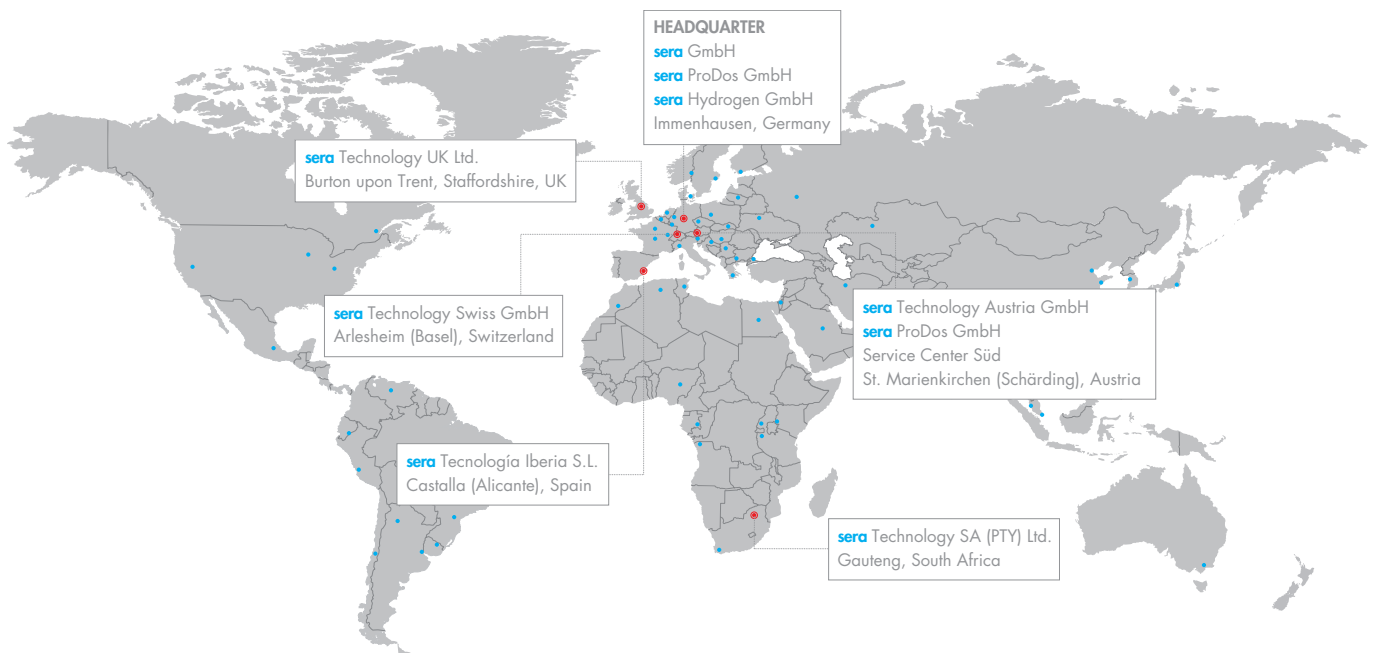 HEADQUARTER
sera GmbH
sera ProDos GmbH
sera Hydrogen GmbH
Immenhausen, Germany
sera Technology UK Ltd.
Burton upon Trent, Staffordshire, UK
sera Technology Swiss GmbH
Arlesheim (Basel), Switzerland
sera Technology Austria GmbH
sera ProDos GmbH
Service Center Süd
St. Marienkirchen (Schärding), Austria
sera Tecnología Iberia S.L.
Castalla (Alicante), Spain
sera Technology SA (PTY) Ltd.
Gauteng, South Africa